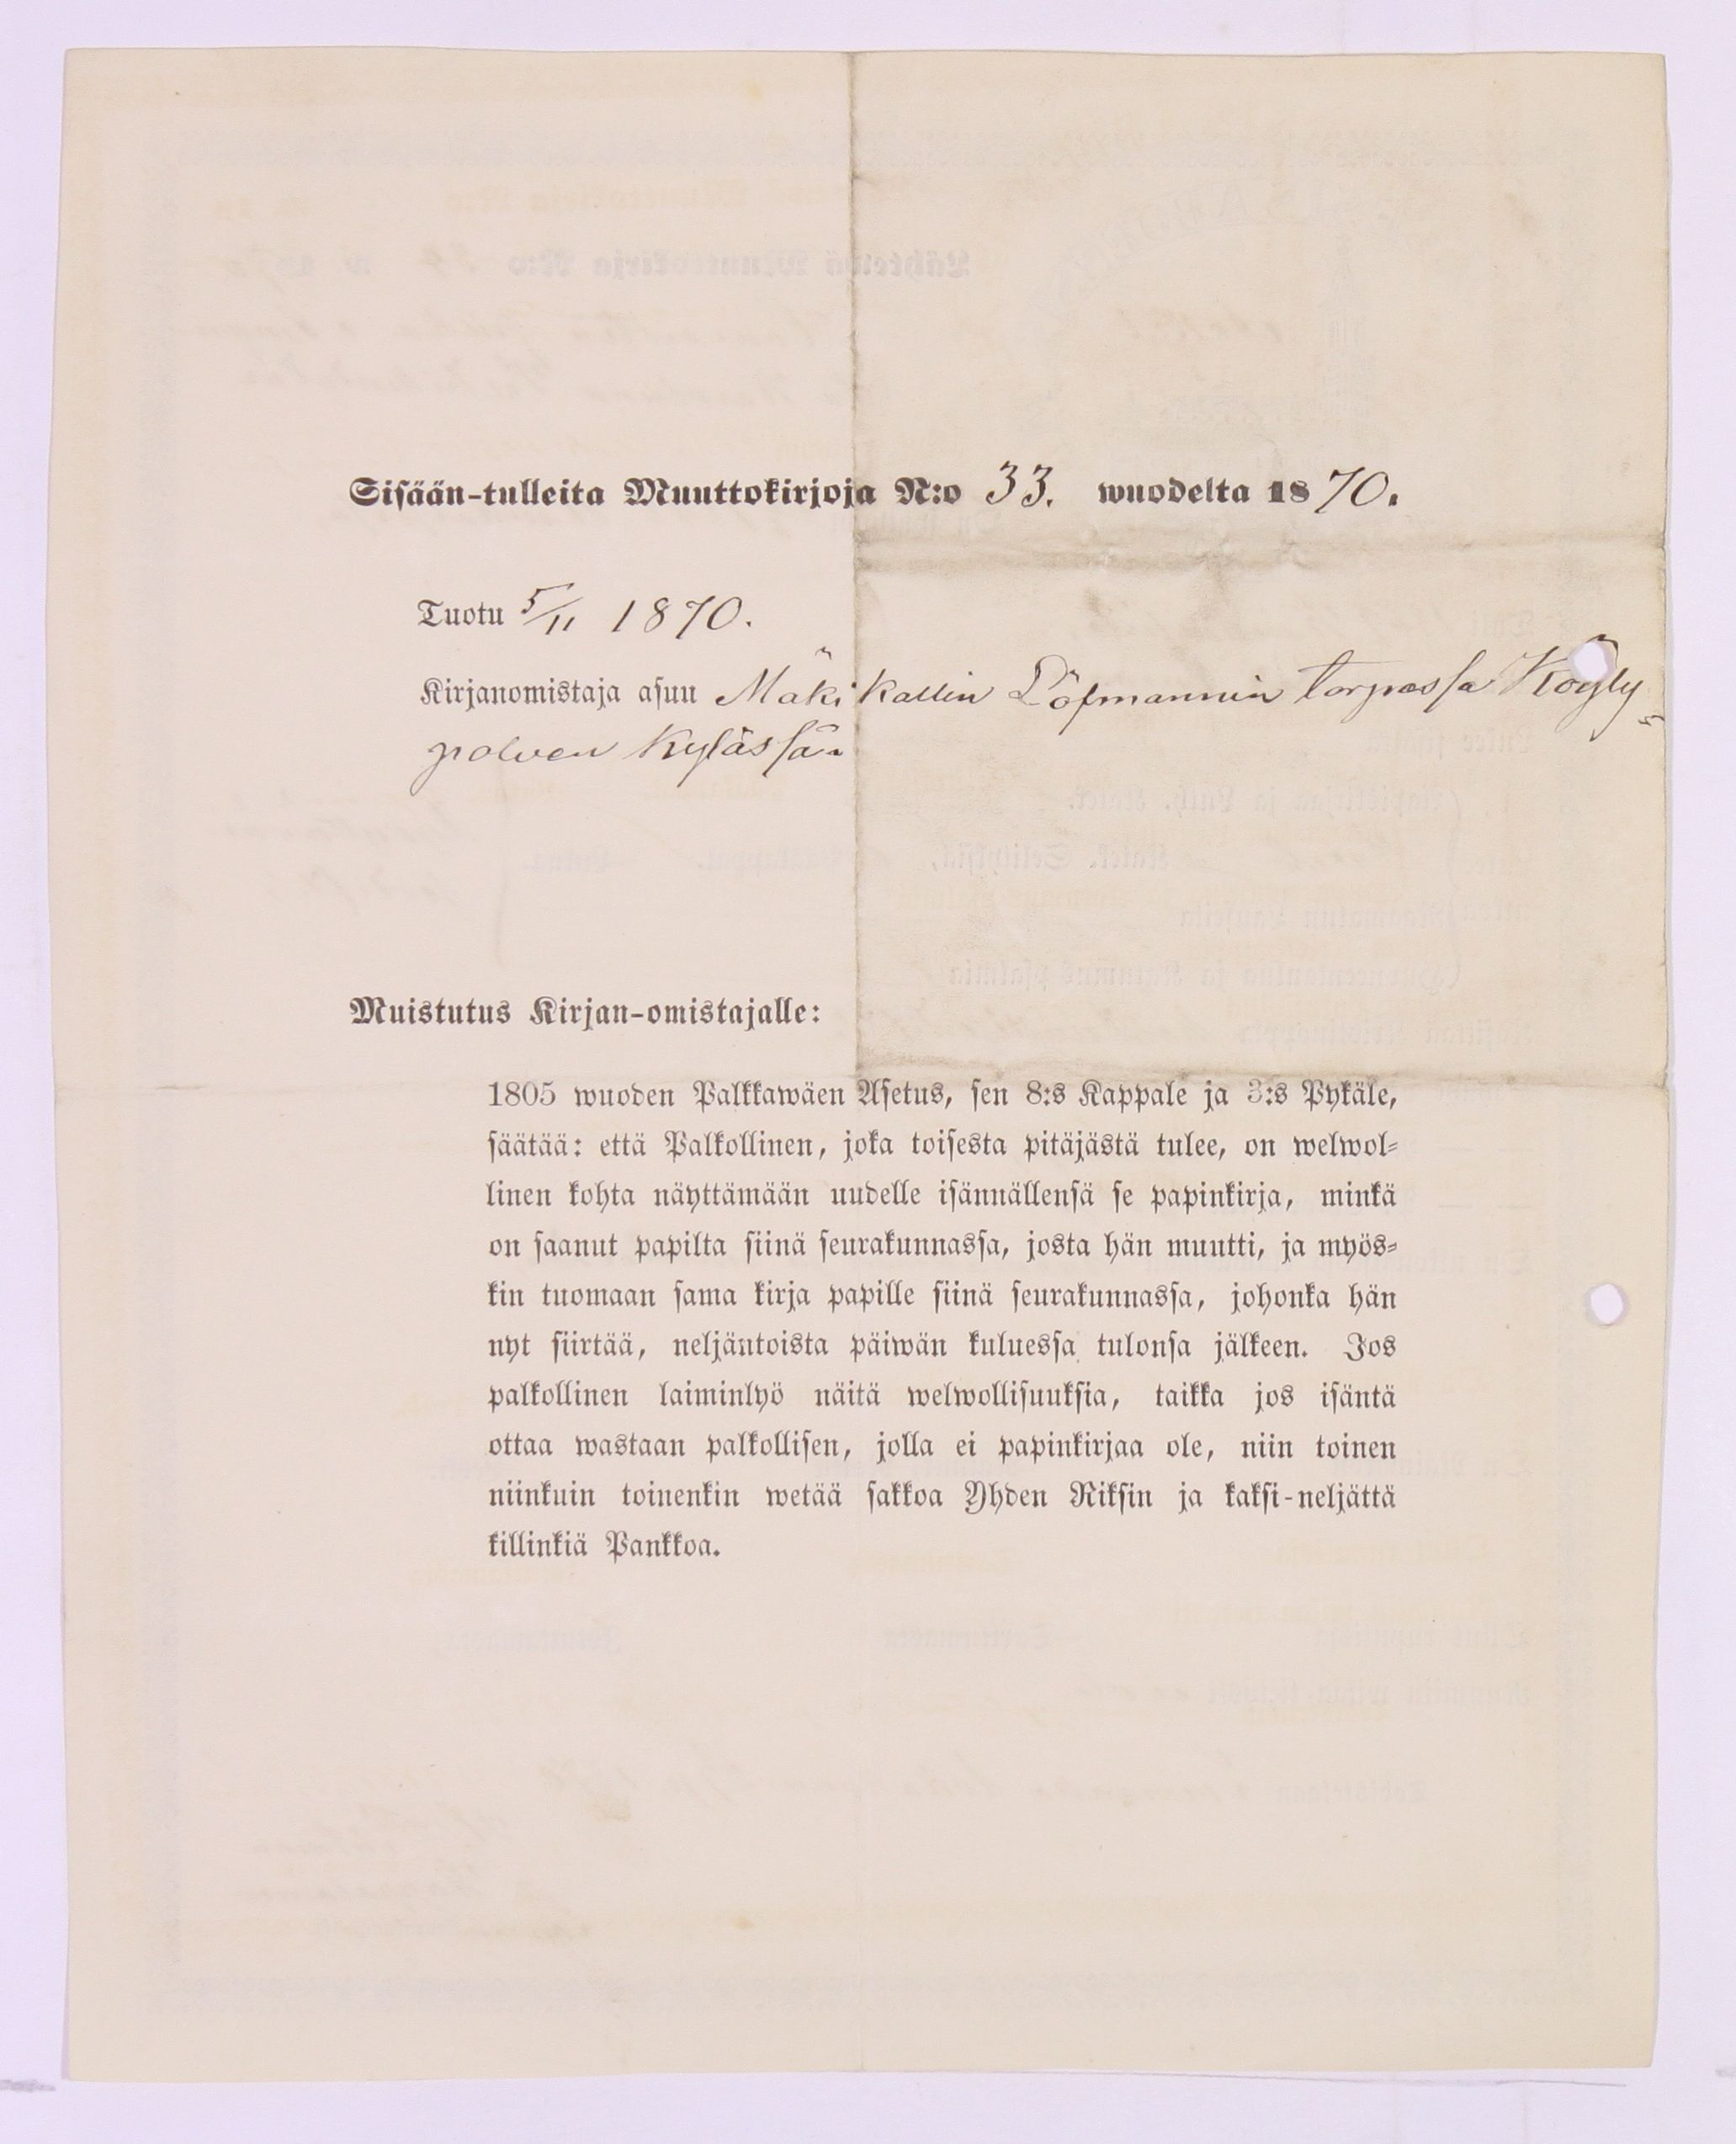 Sisään-tulleita Muuttokirjoja N:o 33. wuodelta 1870.
Tuotu 5/11 1870.
Kirjanomistaja asuu Mäki Kallin Löfmannin torpassa Köyly-
polven Kylässä.
Muistutus Kirjan-omistajalle:
1805 wuoden Palkkawäen Asetus, sen 8:s Kappale ja 3:s Pykäle,
säätää: että Palkollinen, joka toisesta pitäjästä tulee, on welwol-
linen kohta näyttämään uudelle isännällensä se papinkirja, minkä
on saanut papilta siinä seurakunnassa, josta hän muutti, ja myös-
kin tuomaan sama kirja papille siinä seurakunnassa, johonka hän
nyt siirtää, neljäntoista päiwän kuluessa tulonsa jälkeen. Jos
palkollinen laiminlyö näitä welwollisuuksia, taikka jos isäntä
ottaa wastaan palkollisen, jolla ei papinkirjaa ole, niin toinen
niinkuin toinenkin wetää sakkoa Yhden Riksin ja kaksi-neljättä
killinkiä Pankkoa.